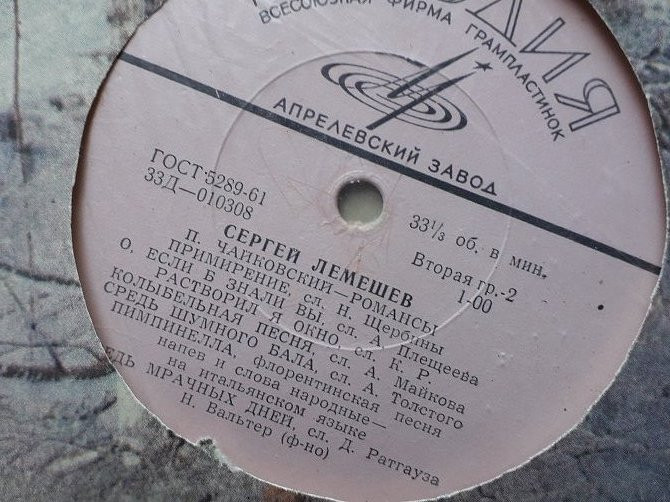 ОДИЯ
ВСЕСОЮЗНАЯ ФИРМА ГРАМПЛАСТИНОК
АПРЕЛЕВСКИЙ ЗАВОД
ГОСТ 5289-61
33Д—010308
33⅓ об. в мин.
Вторая гр.-2
1-00
СЕРГЕЙ ЛЕМЕШЕВ
П. ЧАЙКОВСКИЙ—РОМАНСЫ
ПРИМИРЕНИЕ, сл. Н. Щербины
О, ЕСЛИ Б ЗНАЛИ ВЫ, сл. А. Плещеева
РАСТВОРИЛ Я ОКНО, сл. К. Р.
КОЛЫБЕЛЬНАЯ ПЕСНЯ, сл. А. Майкова
СРЕДЬ ШУМНОГО БАЛА, сл. А. Толстого
ПИМПИНЕЛЛА, флорентинская песня
напев и слова народные—
на итальянском языке
ЕДЬ МРАЧНЫХ ДНЕЙ, сл. Д. Ратгауза
Н. Вальтер (ф-но)